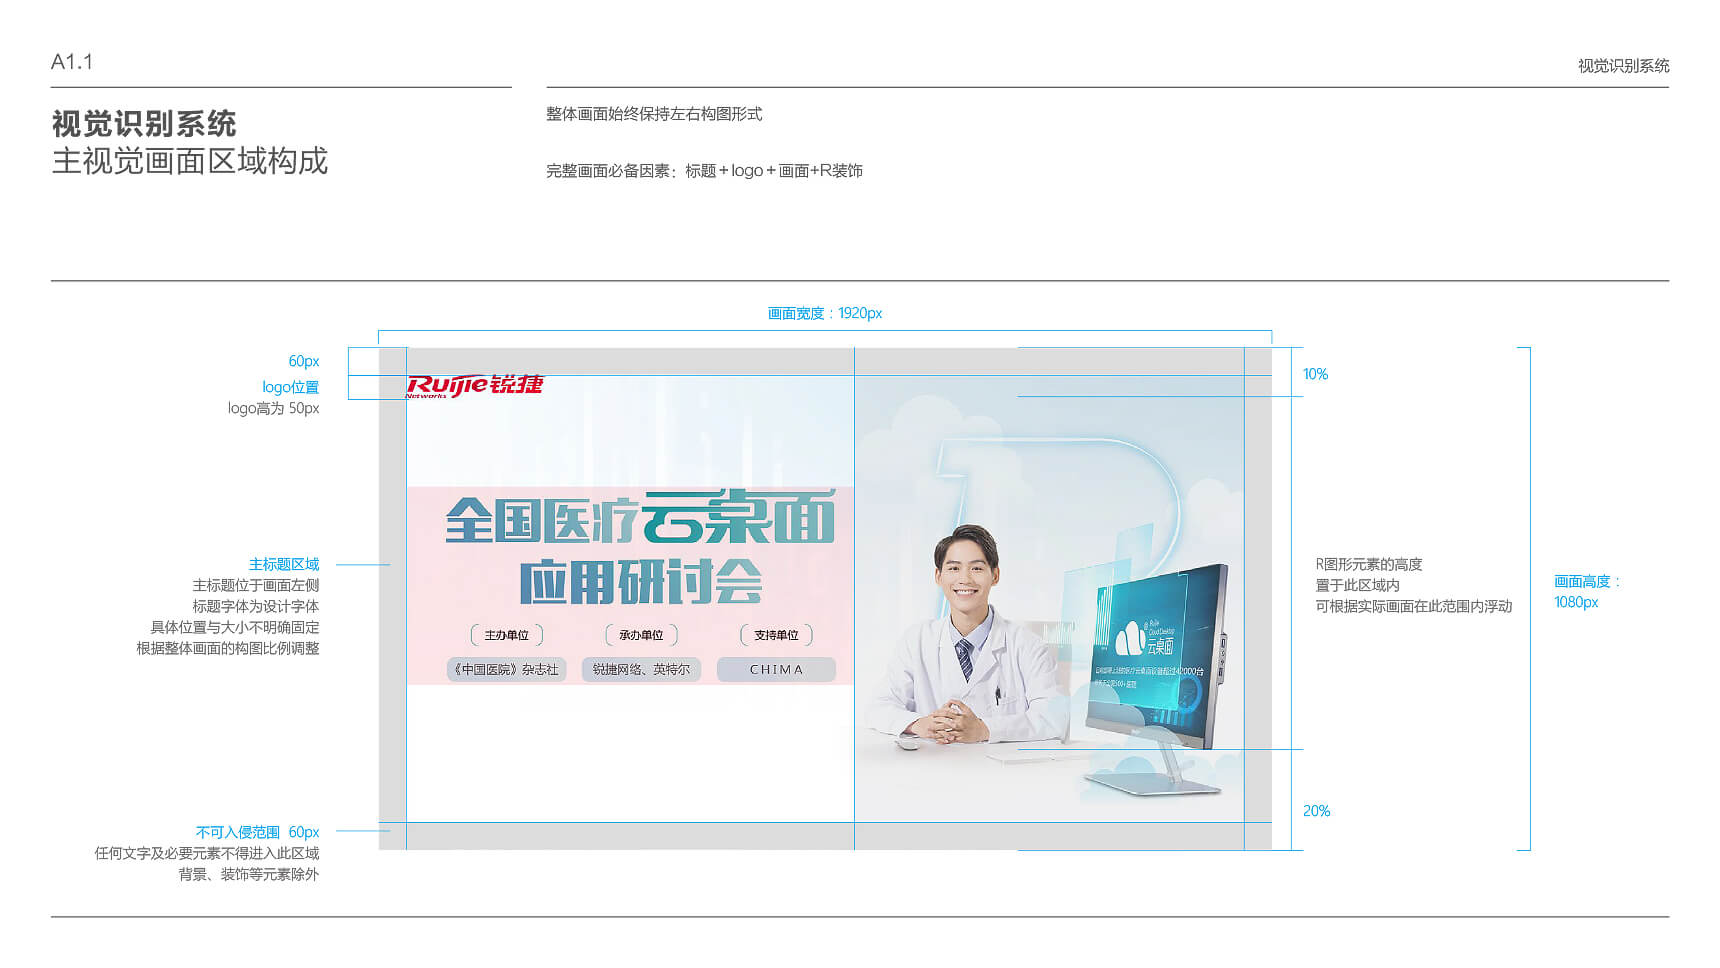 A1.1
视觉识别系统
视觉识别系统
主视觉画面区域构成
整体画面始终保持左右构图形式
完整画面必备因素：标题＋logo＋画面+R装饰
画面宽度：1920px
60px
logo位置
logo高为 50px
主标题区域
主标题位于画面左侧
标题字体为设计字体
具体位置与大小不明确固定
根据整体画面的构图比例调整
不可入侵范围 60px
任何文字及必要元素不得进入此区域
背景、装饰等元素除外
Ruijie锐捷
Networks
全国医疗云桌面
应用研讨会
主办单位
承办单位
支持单位
《中国医院》杂志社
锐捷网络、英特尔
CHIMA
Ruijie
Cloud Desktop
云桌面
10%
R图形元素的高度
置于此区域内
可根据实际画面在此范围内浮动
20%
画面高度：
1080px